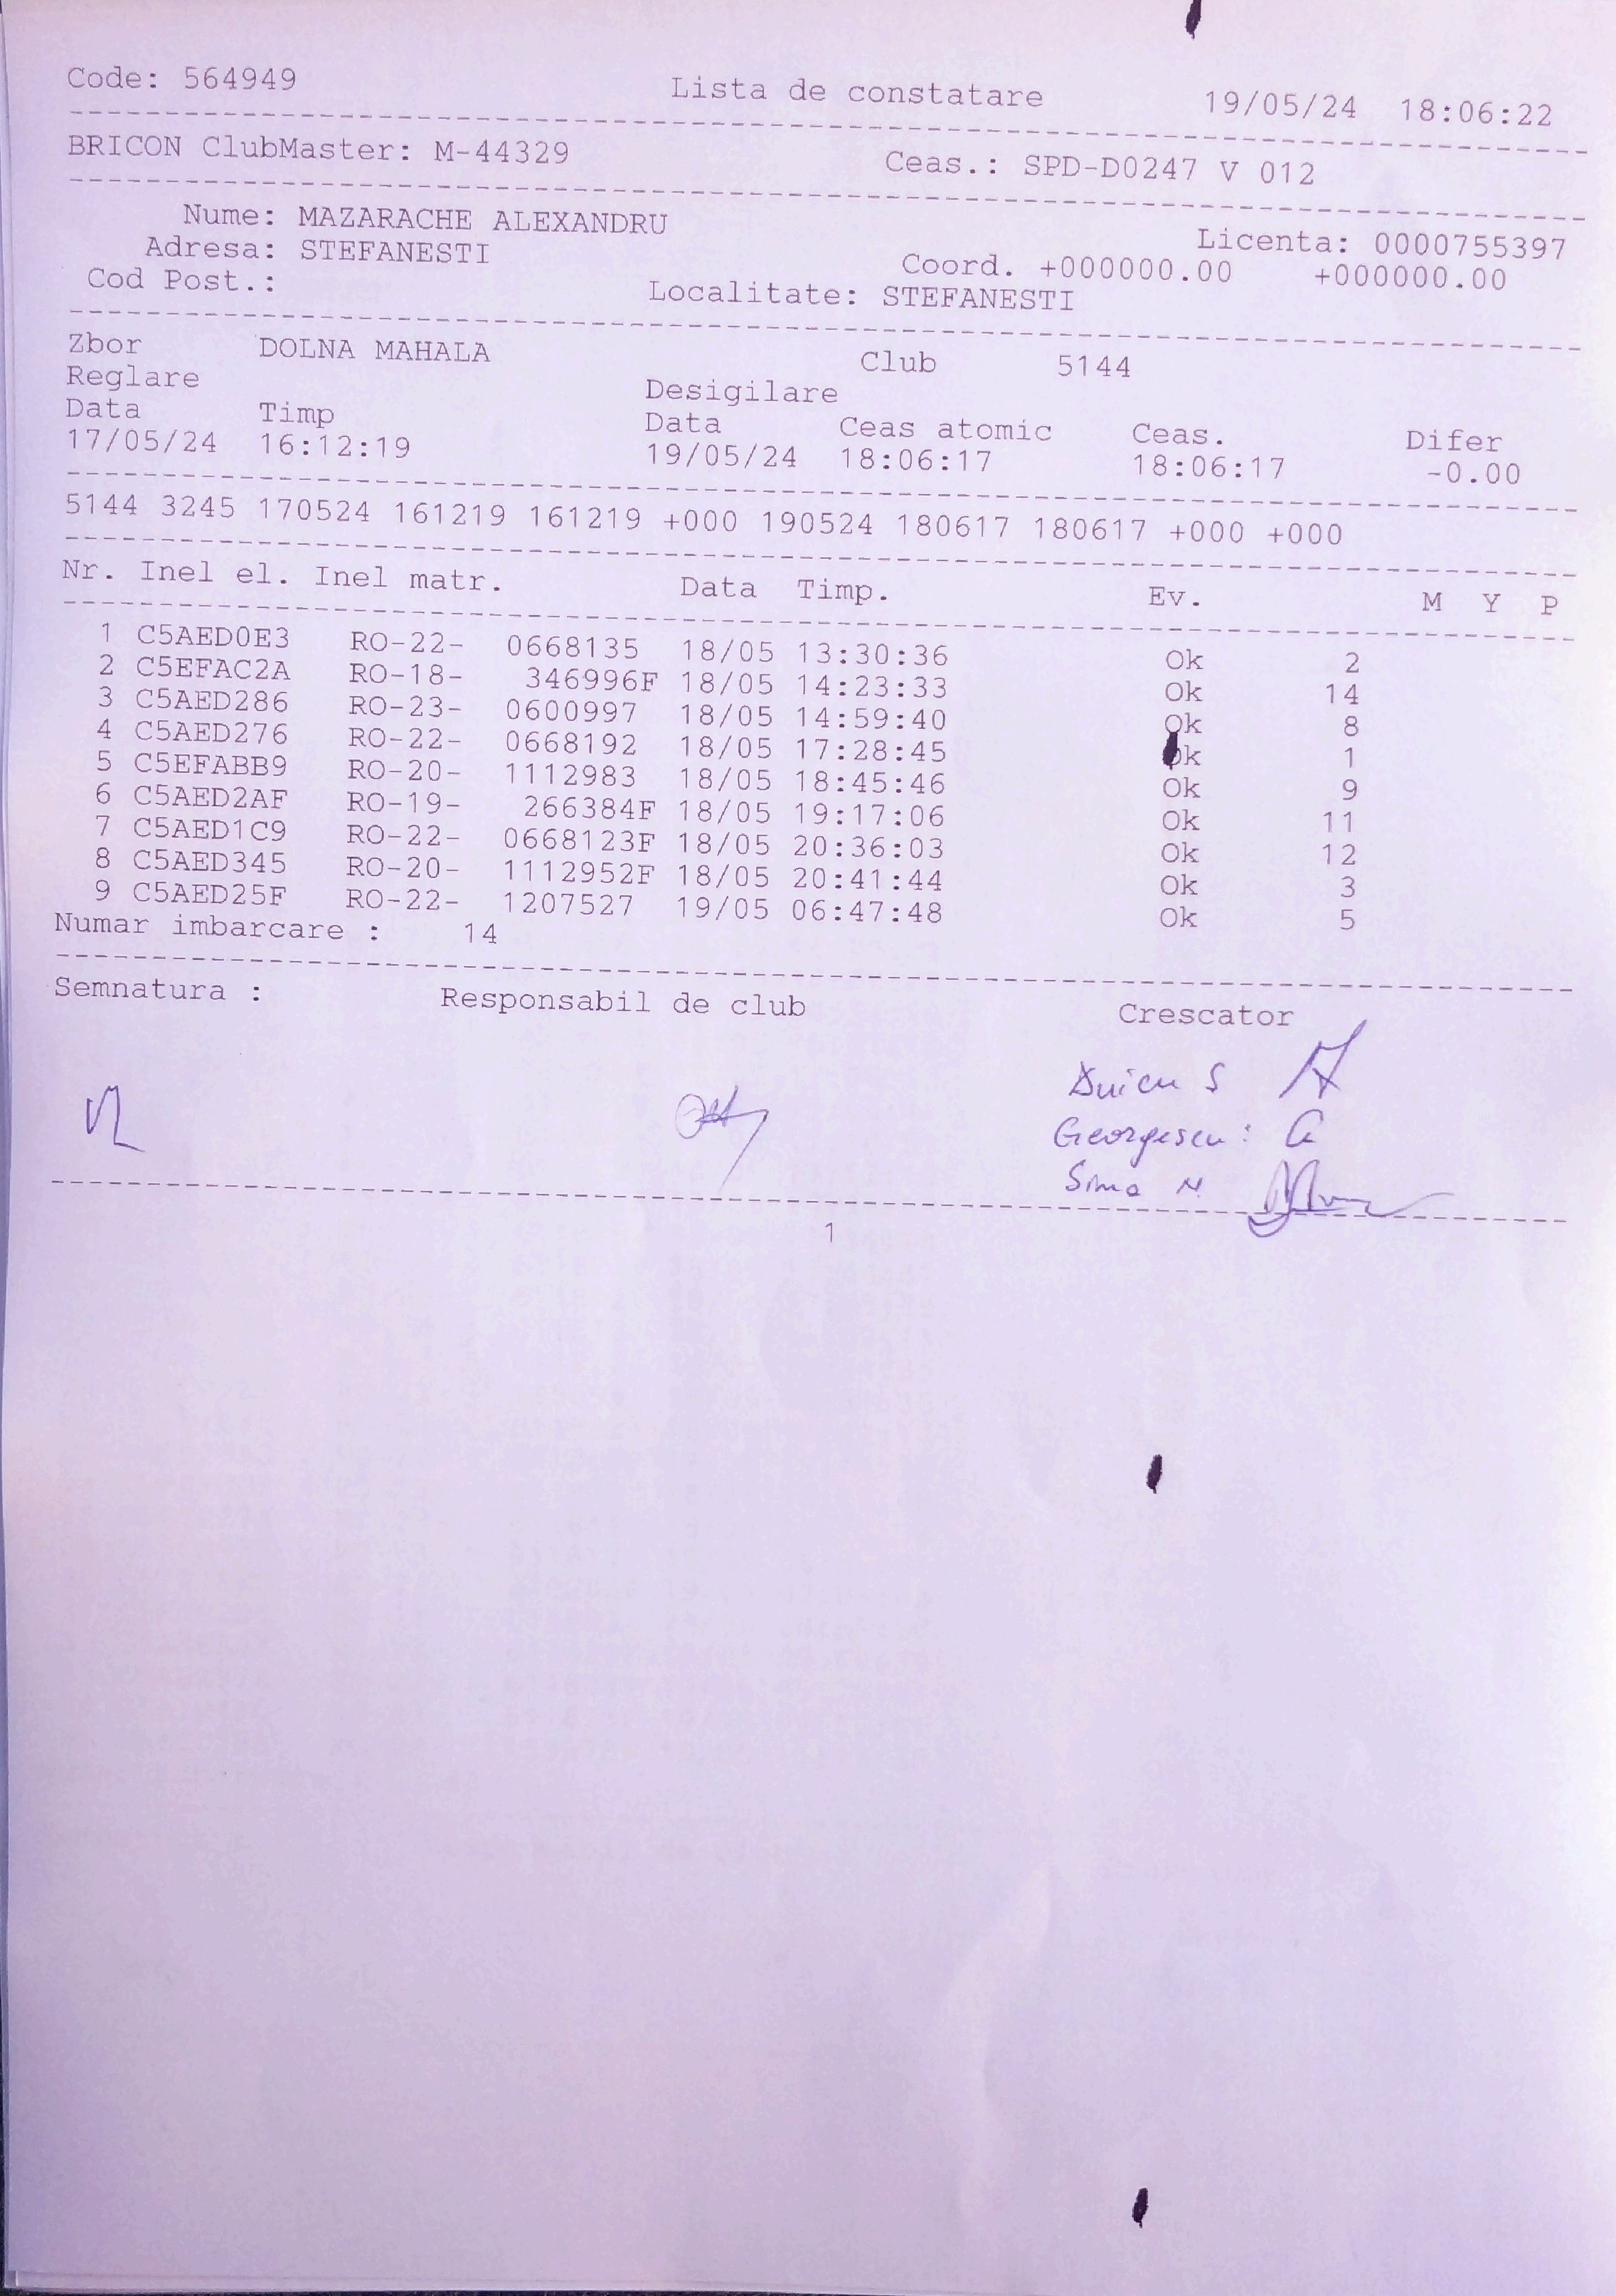 Code: 564949 Lista de constatare 19/05/24 18:06:22
BRICON ClubMaster: M-44329 Ceas.: SPD-D0247 V 012
Nume: MAZARACHE ALEXANDRU Licenta: 0000755397
Adresa: STEFANESTI Coord. +000000.00 +000000.00
Cod Post.: Localitate: STEFANESTI
Zbor DOLNA MAHALA Club 5144
Reglare Desigilare
Data Timp Data Ceas atomic Ceas. Difer
17/05/24 16:12:19 19/05/24 18:06:17 18:06:17 -0.00
5144 3245 170524 161219 161219 +000 190524 180617 180617 +000 +000
Nr. Inel el. Inel matr. Data Timp. Ev. M Y P
1 C5AED0E3 RO-22- 0668135 18/05 13:30:36 Ok 2
2 C5EFAC2A RO-18- 346996F 18/05 14:23:33 Ok 14
3 C5AED286 RO-23- 0600997 18/05 14:59:40 Ok 8
4 C5AED276 RO-22- 0668192 18/05 17:28:45 Ok 1
5 C5EFABB9 RO-20- 1112983 18/05 18:45:46 Ok 9
6 C5AED2AF RO-19- 266384F 18/05 19:17:06 Ok 11
7 C5AED1C9 RO-22- 0668123F 18/05 20:36:03 Ok 12
8 C5AED345 RO-20- 1112952F 18/05 20:41:44 Ok 3
9 C5AED25F RO-22- 1207527 19/05 06:47:48 Ok 5
Numar imbarcare : 14
Semnatura : Responsabil de club Crescator
Duicu S
Georgescu: G
Sima N.
1